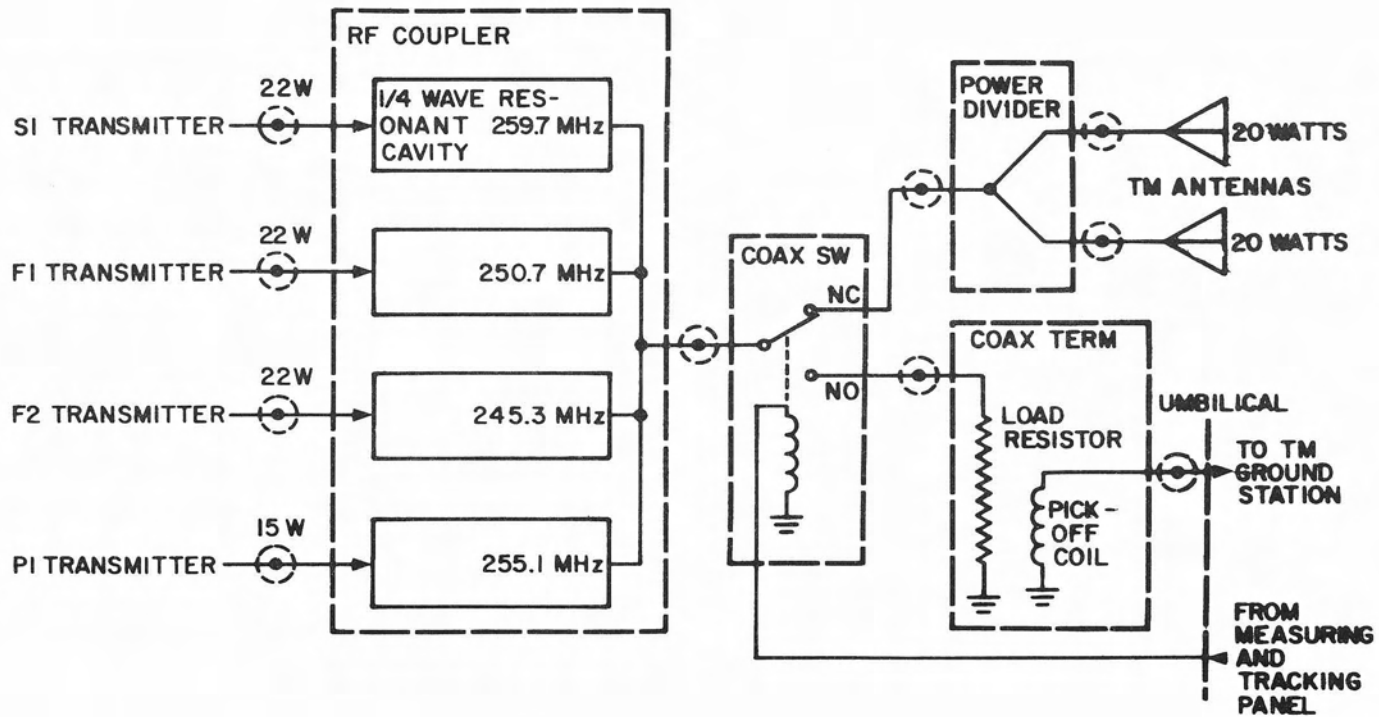 RF COUPLER
22W
S1 TRANSMITTER
1/4 WAVE RES-
ONANT 259.7 MHz
CAVITY
22 W
F1 TRANSMITTER
250.7 MHz
22W
F2 TRANSMITTER
245.3 MHz
15 W
P1 TRANSMITTER
255.1 MHz
COAX SW
NC
NO
POWER
DIVIDER
20 WATTS
TM ANTENNAS
20 WATTS
COAX TERM
LOAD
RESISTOR
PICK-
OFF
COIL
UMBILICAL
TO TM
GROUND
STATION
FROM
MEASURING
AND
TRACKING
PANEL